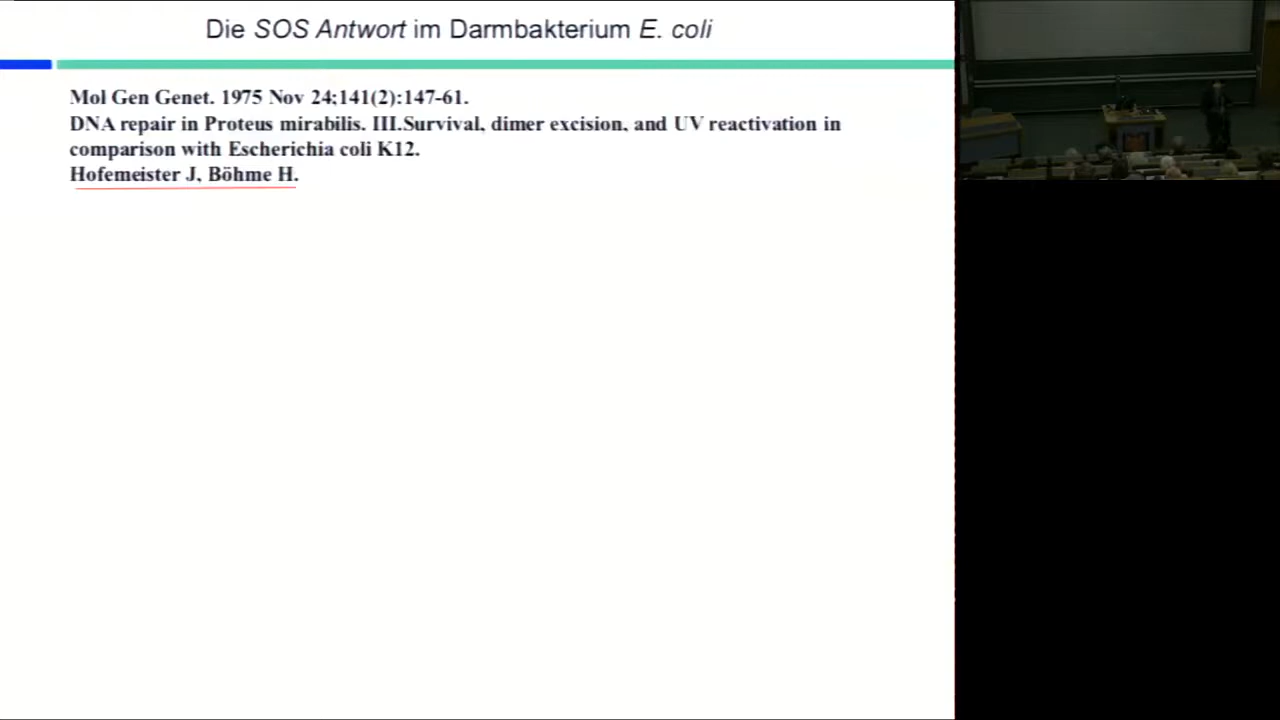 Die SOS Antwort im Darmbakterium E. coli
Mol Gen Genet. 1975 Nov 24;141(2):147-61.
DNA repair in Proteus mirabilis. III.Survival, dimer excision, and UV reactivation in
comparison with Escherichia coli K12.
Hofemeister J, Böhme H.